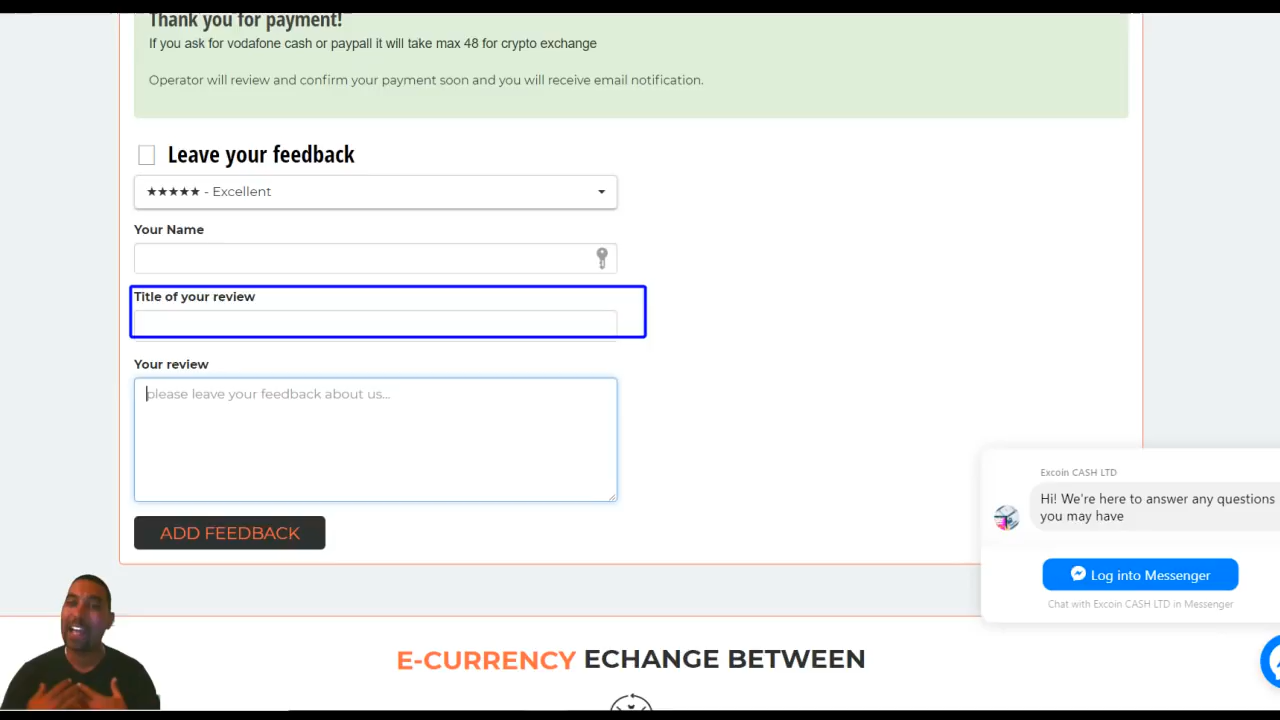 Thank you for payment!
If you ask for vodafone cash or paypall it will take max 48 for crypto exchange
Operator will review and confirm your payment soon and you will receive email notification.
Leave your feedback
★★★★★ - Excellent
Your Name
Title of your review
Your review
please leave your feedback about us...
ADD FEEDBACK
Excoin CASH LTD
Hi! We're here to answer any questions
you may have
Log into Messenger
Chat with Excoin CASH LTD in Messenger
E-CURRENCY ECHANGE BETWEEN